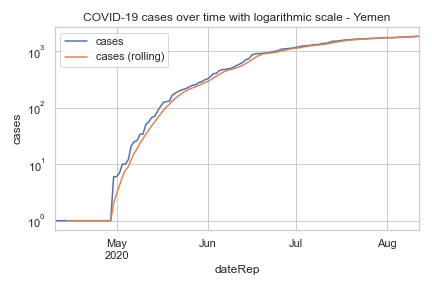 COVID-19 cases over time with logarithmic scale - Yemen
cases
cases (rolling)
10³
10²
10¹
10⁰
cases
May
2020
Jun
Jul
Aug
dateRep